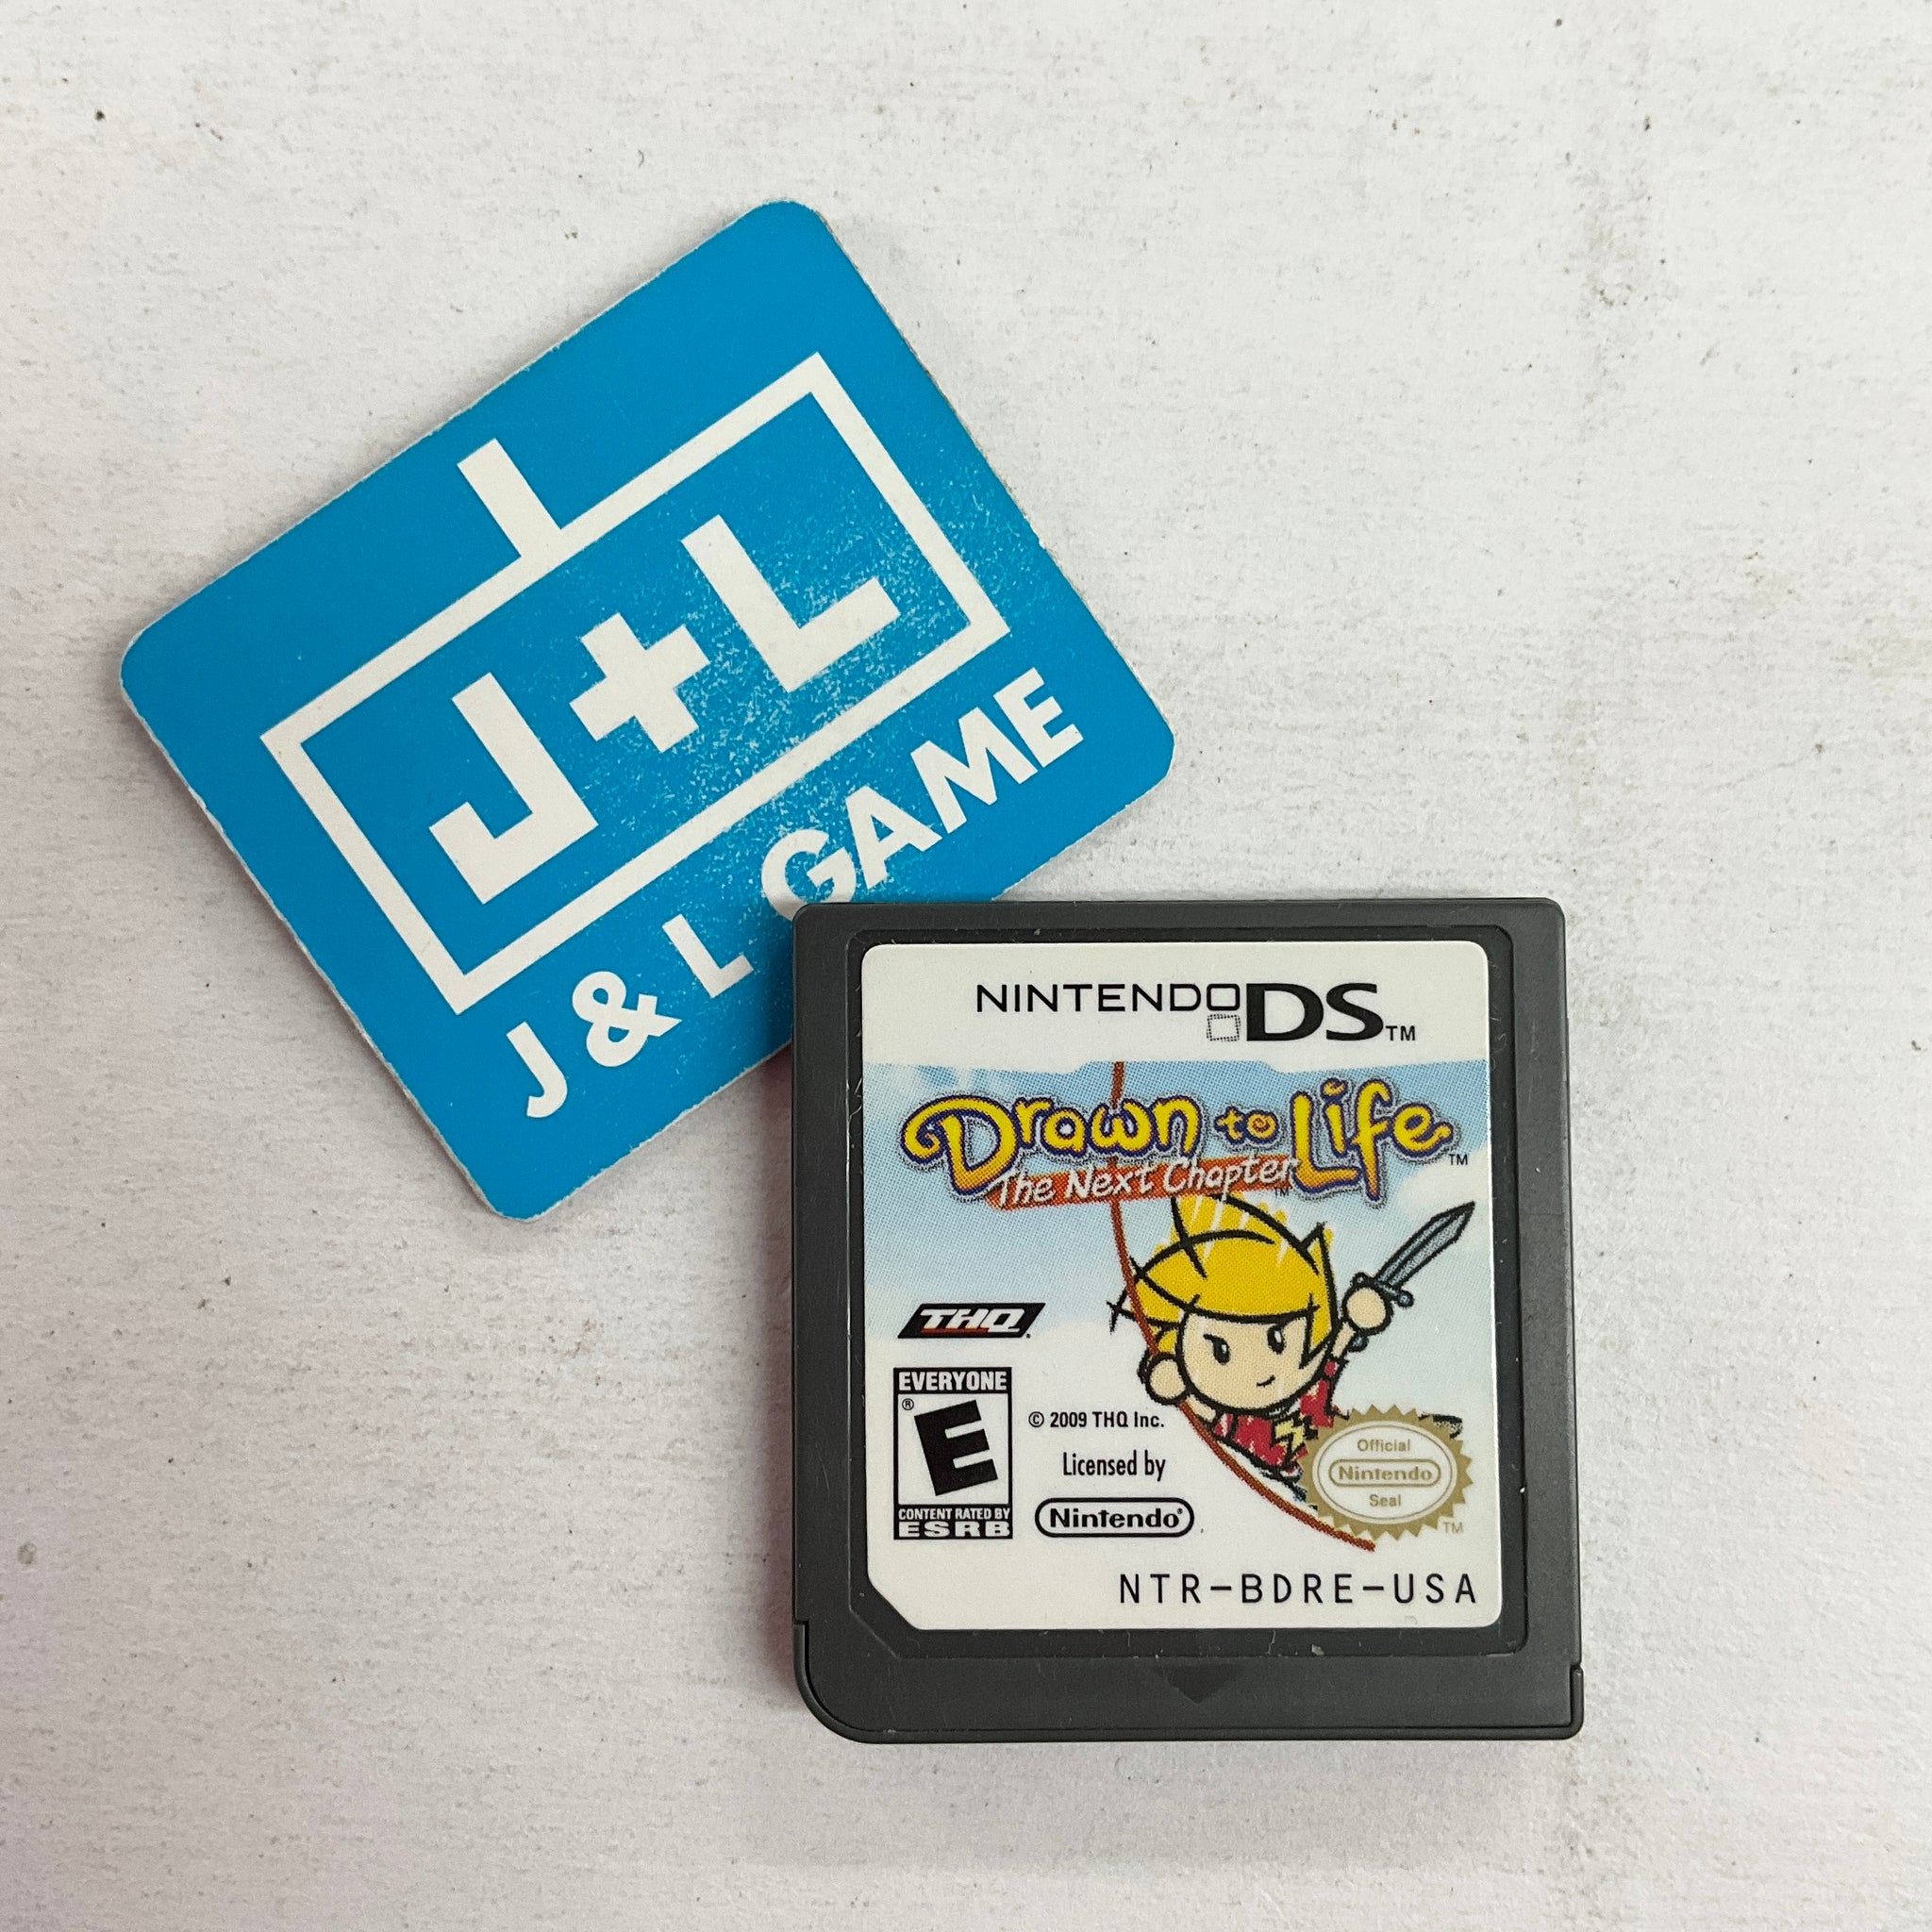 J+L
J & L GAME
NINTENDO DS™
Drawn to Life™
The Next Chapter™
THQ.
EVERYONE
®
E
CONTENT RATED BY
ESRB
© 2009 THQ Inc.
Licensed by
Nintendo®
Official
Nintendo
Seal
TM
NTR-BDRE-USA